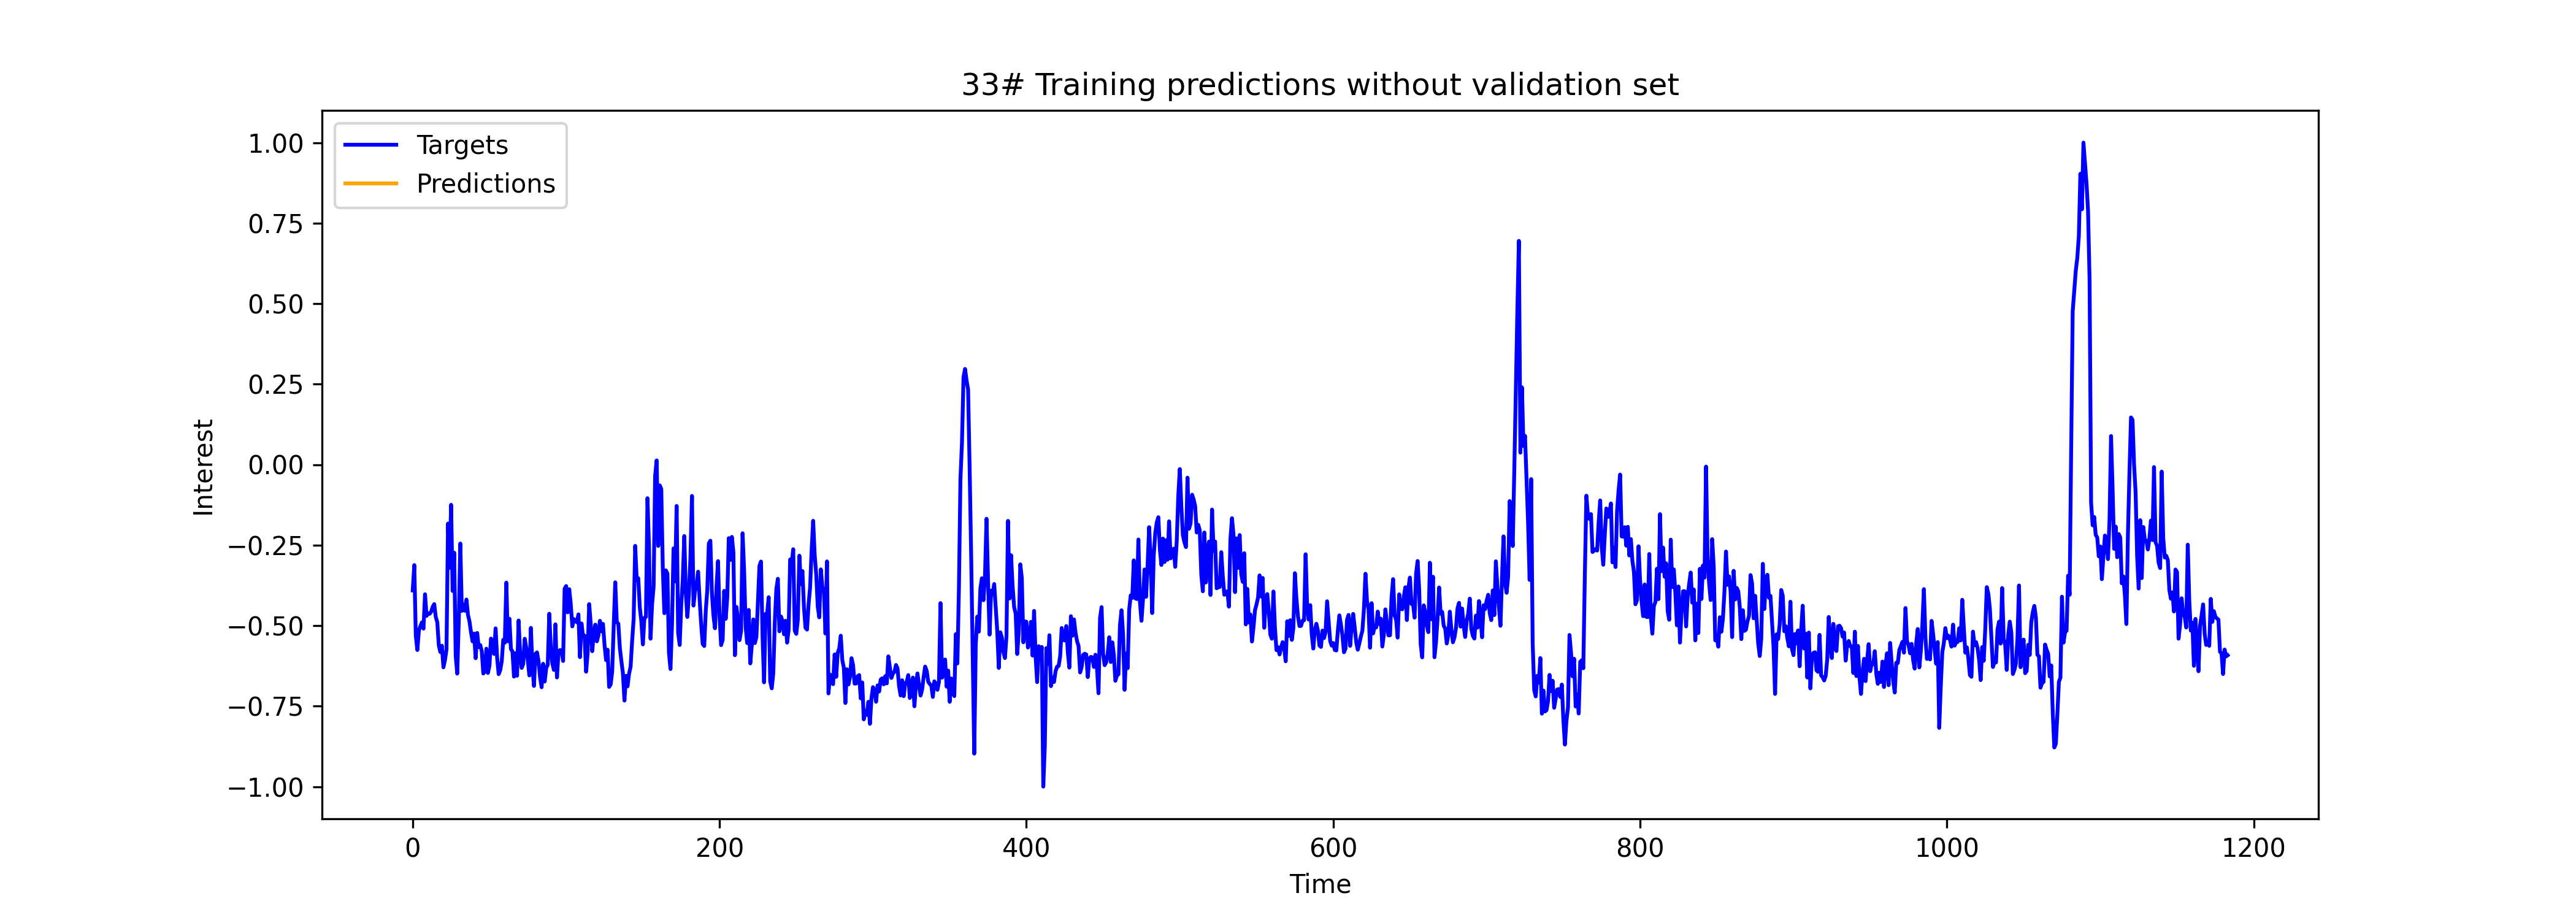 33# Training predictions without validation set
Targets
Predictions
1.00
0.75
0.50
0.25
0.00
−0.25
−0.50
−0.75
−1.00
Interest
0 200 400 600 800 1000 1200
Time